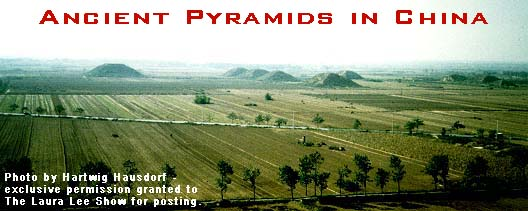 Ancient Pyramids in China
Photo by Hartwig Hausdorf -
exclusive permission granted to
The Laura Lee Show for posting.